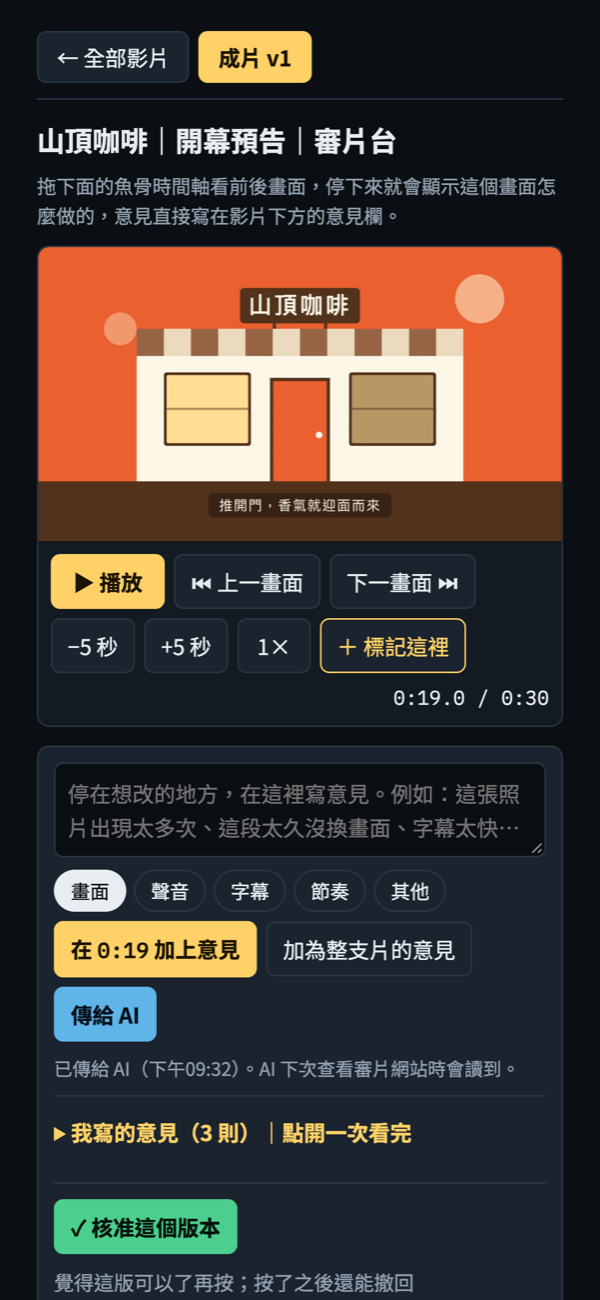 ← 全部影片 成片 v1
山頂咖啡｜開幕預告｜審片台
拖下面的魚骨時間軸看前後畫面，停下來就會顯示這個畫面怎
麼做的，意見直接寫在影片下方的意見欄。
山頂咖啡
推開門，香氣就迎面而來
▶ 播放 ⏮ 上一畫面 下一畫面 ⏭
−5 秒 +5 秒 1× ＋ 標記這裡
0:19.0 / 0:30
停在想改的地方，在這裡寫意見。例如：這張照
片出現太多次、這段太久沒換畫面、字幕太快…
畫面 聲音 字幕 節奏 其他
在 0:19 加上意見 加為整支片的意見
傳給 AI
已傳給 AI（下午09:32）。AI 下次查看審片網站時會讀到。
▶ 我寫的意見（3 則）｜點開一次看完
✓ 核准這個版本
覺得這版可以了再按；按了之後還能撤回